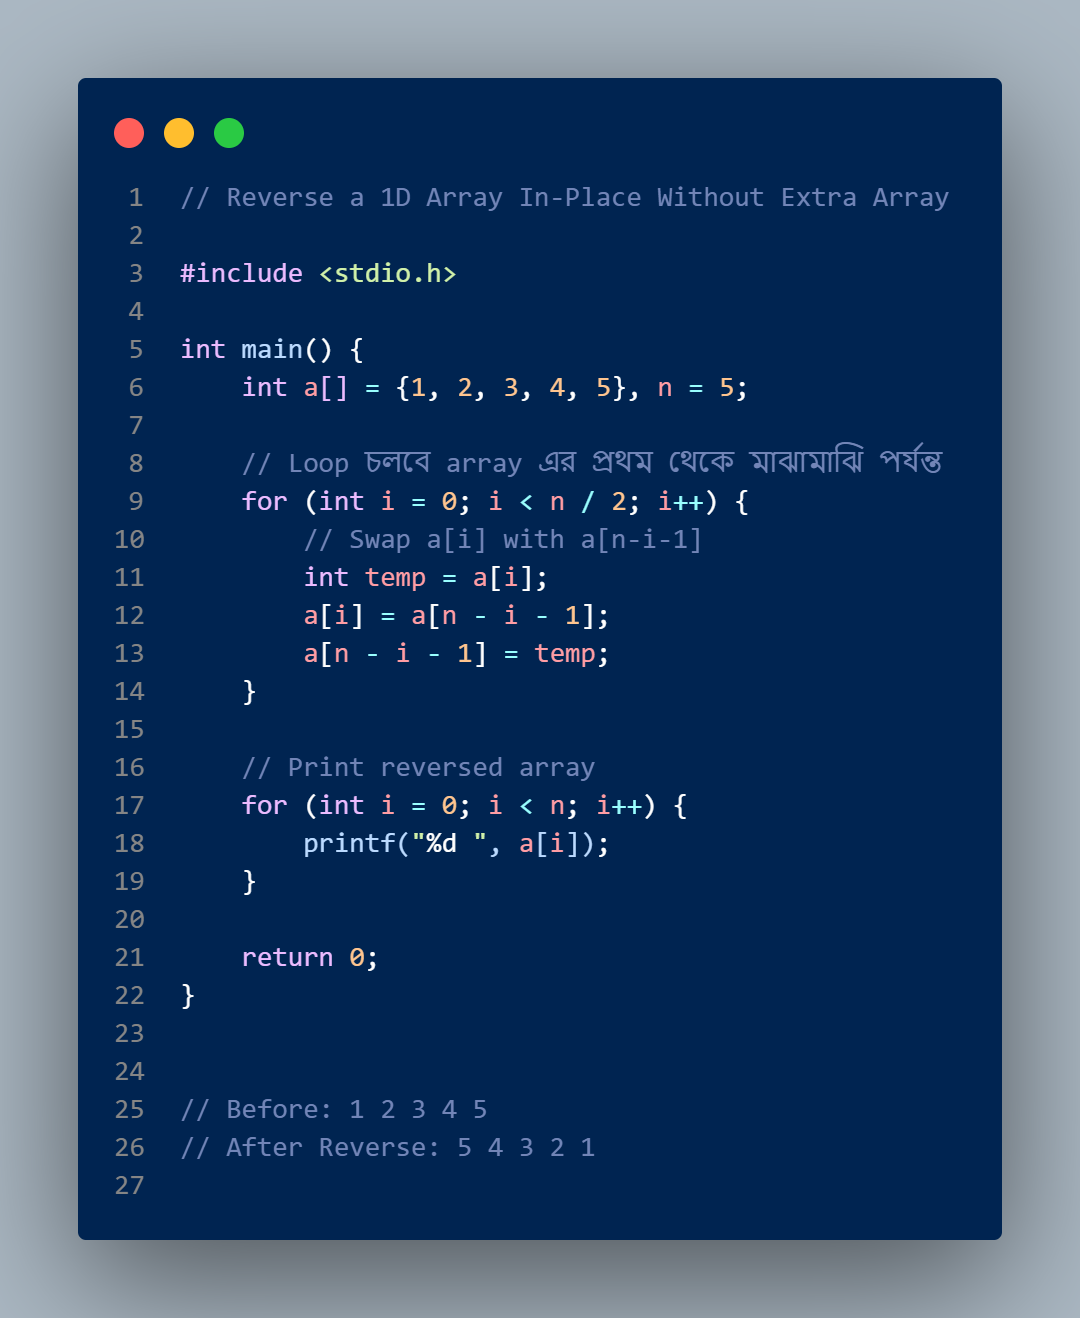 1 // Reverse a 1D Array In-Place Without Extra Array
2
3 #include <stdio.h>
4
5 int main() {
6     int a[] = {1, 2, 3, 4, 5}, n = 5;
7
8     // Loop চলবে array এর প্রথম থেকে মাঝামাঝি পর্যন্ত
9     for (int i = 0; i < n / 2; i++) {
10         // Swap a[i] with a[n-i-1]
11         int temp = a[i];
12         a[i] = a[n - i - 1];
13         a[n - i - 1] = temp;
14     }
15
16     // Print reversed array
17     for (int i = 0; i < n; i++) {
18         printf("%d ", a[i]);
19     }
20
21     return 0;
22 }
23
24
25 // Before: 1 2 3 4 5
26 // After Reverse: 5 4 3 2 1
27